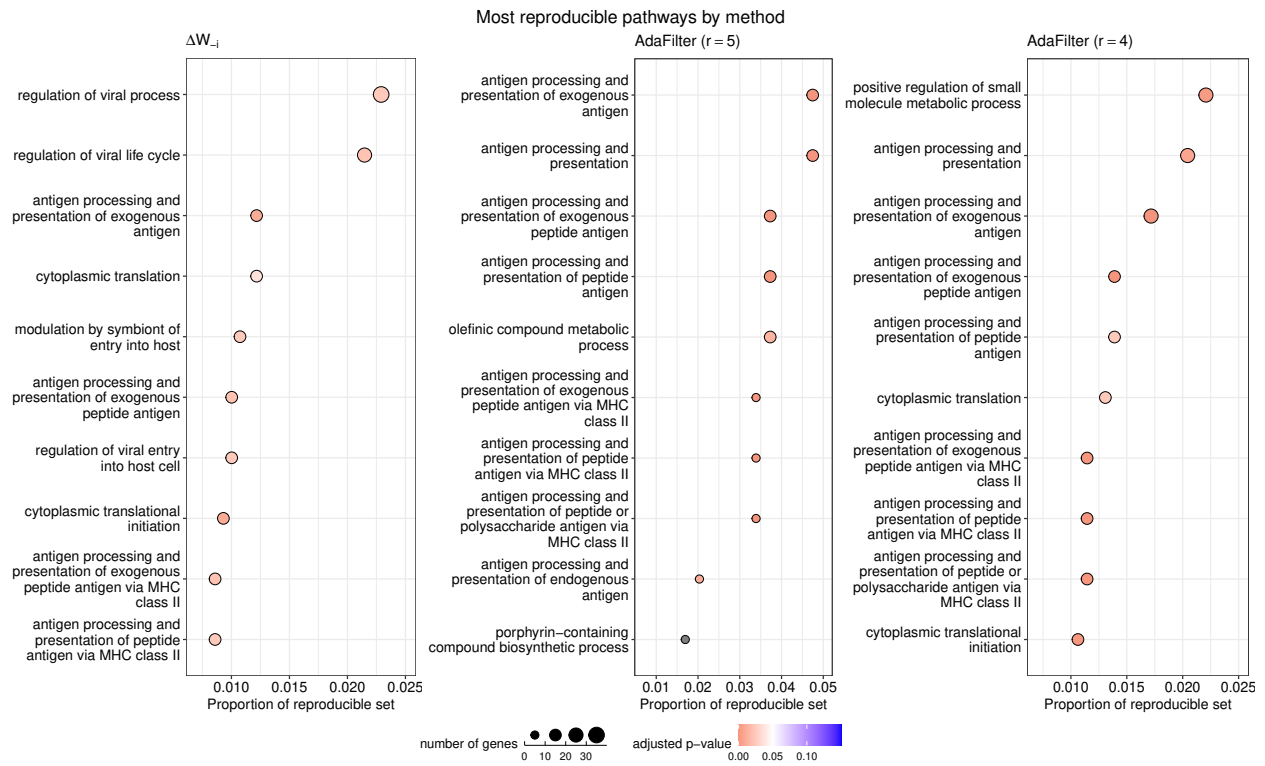 Most reproducible pathways by method
ΔW₋ᵢ
regulation of viral process
regulation of viral life cycle
antigen processing and
presentation of exogenous
antigen
cytoplasmic translation
modulation by symbiont of
entry into host
antigen processing and
presentation of exogenous
peptide antigen
regulation of viral entry
into host cell
cytoplasmic translational
initiation
antigen processing and
presentation of exogenous
peptide antigen via MHC
class II
antigen processing and
presentation of peptide
antigen via MHC class II
0.010 0.015 0.020 0.025
Proportion of reproducible set
AdaFilter (r = 5)
antigen processing and
presentation of exogenous
antigen
antigen processing and
presentation
antigen processing and
presentation of exogenous
peptide antigen
antigen processing and
presentation of peptide
antigen
olefinic compound metabolic
process
antigen processing and
presentation of exogenous
peptide antigen via MHC
class II
antigen processing and
presentation of peptide
antigen via MHC class II
antigen processing and
presentation of peptide or
polysaccharide antigen via
MHC class II
antigen processing and
presentation of endogenous
antigen
porphyrin−containing
compound biosynthetic process
0.01 0.02 0.03 0.04 0.05
Proportion of reproducible set
AdaFilter (r = 4)
positive regulation of small
molecule metabolic process
antigen processing and
presentation
antigen processing and
presentation of exogenous
antigen
antigen processing and
presentation of exogenous
peptide antigen
antigen processing and
presentation of peptide
antigen
cytoplasmic translation
antigen processing and
presentation of exogenous
peptide antigen via MHC
class II
antigen processing and
presentation of peptide
antigen via MHC class II
antigen processing and
presentation of peptide or
polysaccharide antigen via
MHC class II
cytoplasmic translational
initiation
0.010 0.015 0.020 0.025
Proportion of reproducible set
number of genes
0 10 20 30
adjusted p−value
0.00 0.05 0.10